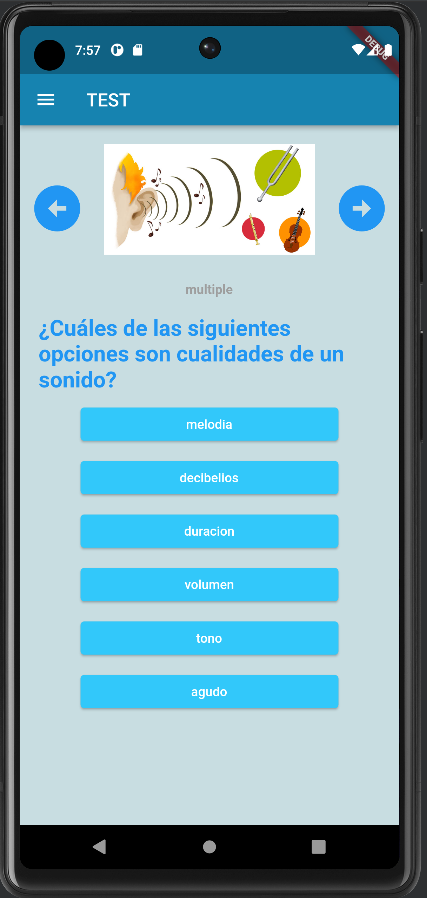 7:57
DEBUG
TEST
multiple
¿Cuáles de las siguientes
opciones son cualidades de un
sonido?
melodia
decibelios
duracion
volumen
tono
agudo